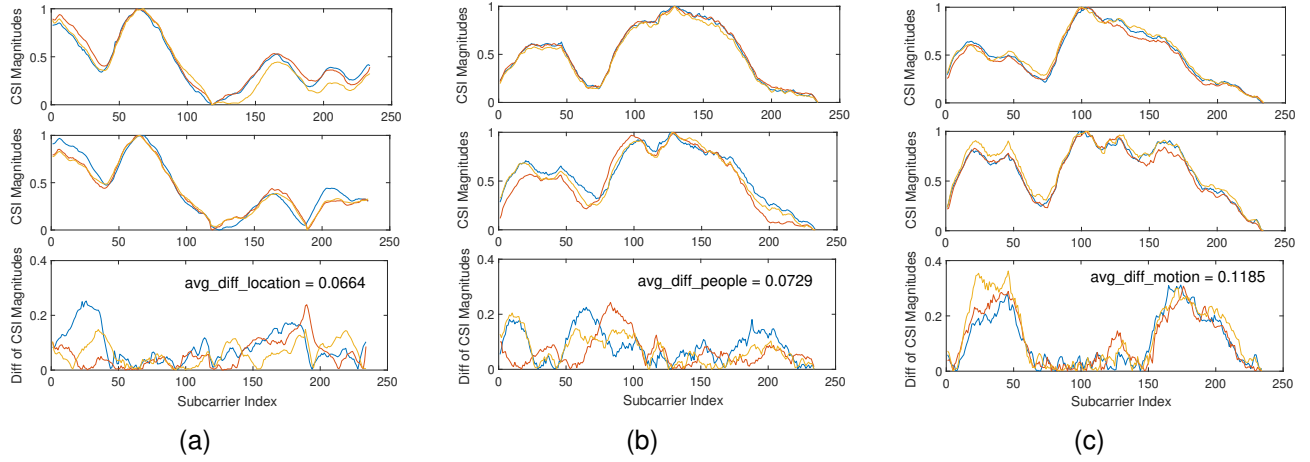 1
0.5
0
CSI Magnitudes
0 50 100 150 200 250
1
0.5
0
CSI Magnitudes
0 50 100 150 200 250
0.4
0.2
0
Diff of CSI Magnitudes
avg_diff_location = 0.0664
0 50 100 150 200 250
Subcarrier Index
(a)
1
0.5
0
CSI Magnitudes
0 50 100 150 200 250
1
0.5
0
CSI Magnitudes
0 50 100 150 200 250
0.4
0.2
0
Diff of CSI Magnitudes
avg_diff_people = 0.0729
0 50 100 150 200 250
Subcarrier Index
(b)
1
0.5
0
CSI Magnitudes
0 50 100 150 200 250
1
0.5
0
CSI Magnitudes
0 50 100 150 200 250
0.4
0.2
0
Diff of CSI Magnitudes
avg_diff_motion = 0.1185
0 50 100 150 200 250
Subcarrier Index
(c)